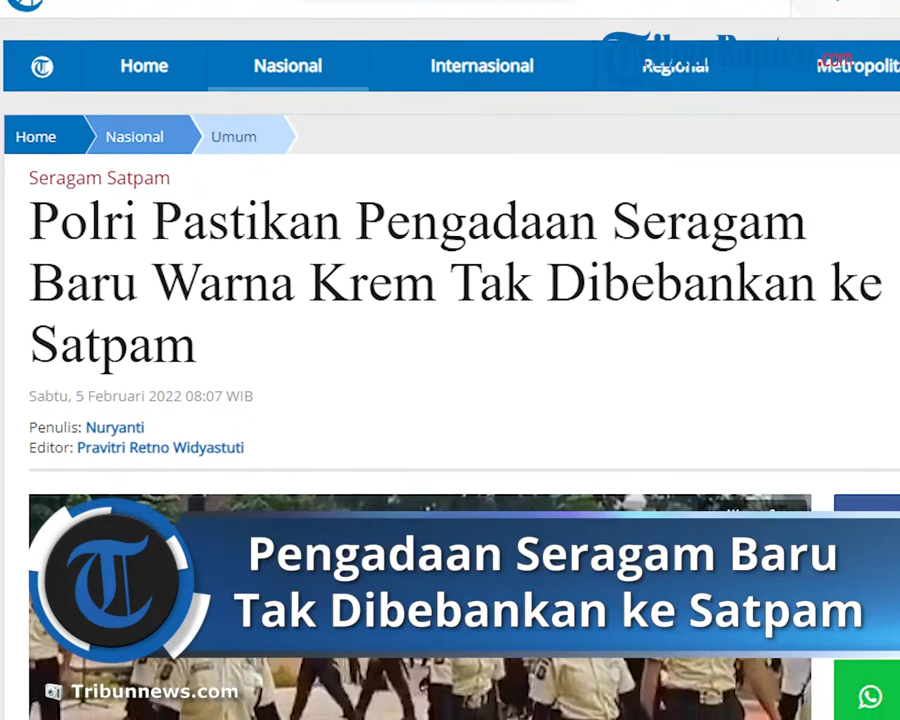 Home Nasional Internasional Regional Metropolit
Home Nasional Umum
Seragam Satpam
Polri Pastikan Pengadaan Seragam
Baru Warna Krem Tak Dibebankan ke
Satpam
Sabtu, 5 Februari 2022 08:07 WIB
Penulis: Nuryanti
Editor: Pravitri Retno Widyastuti
Pengadaan Seragam Baru
Tak Dibebankan ke Satpam
Tribunnews.com